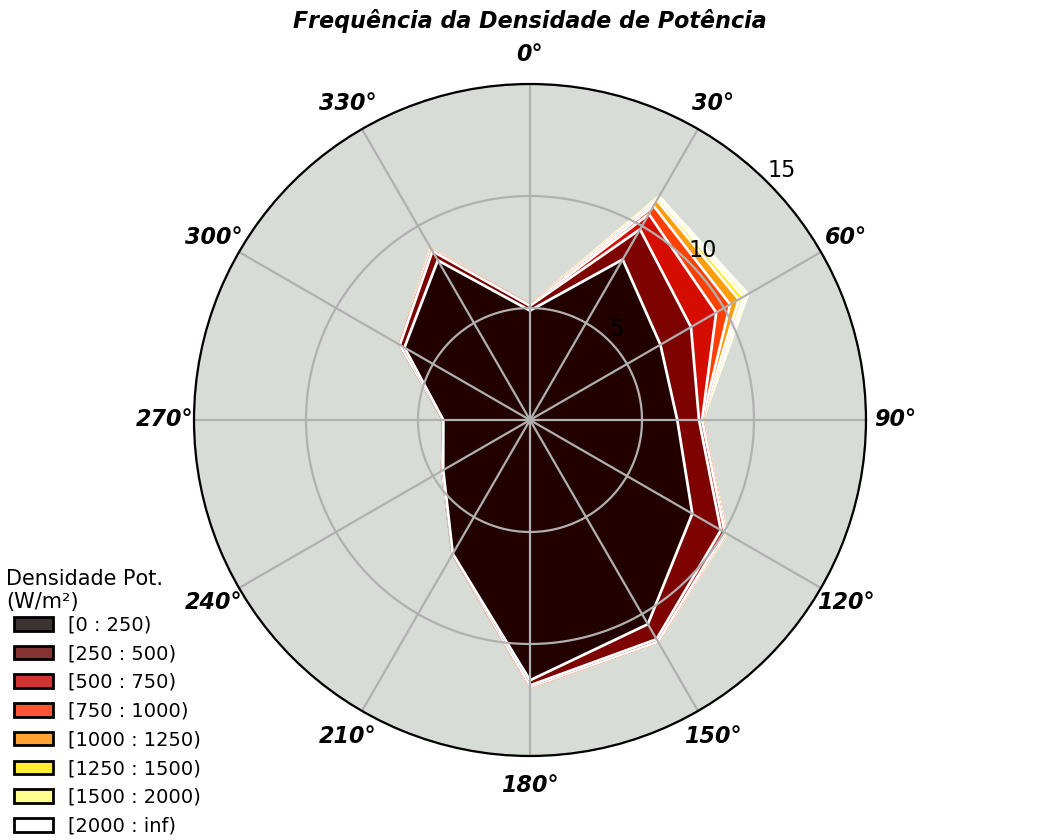 Frequência da Densidade de Potência
0°
330°
30°
15
300°
60°
10
5
270°
90°
240°
120°
210°
150°
180°
Densidade Pot.
(W/m²)
[0 : 250)
[250 : 500)
[500 : 750)
[750 : 1000)
[1000 : 1250)
[1250 : 1500)
[1500 : 2000)
[2000 : inf)